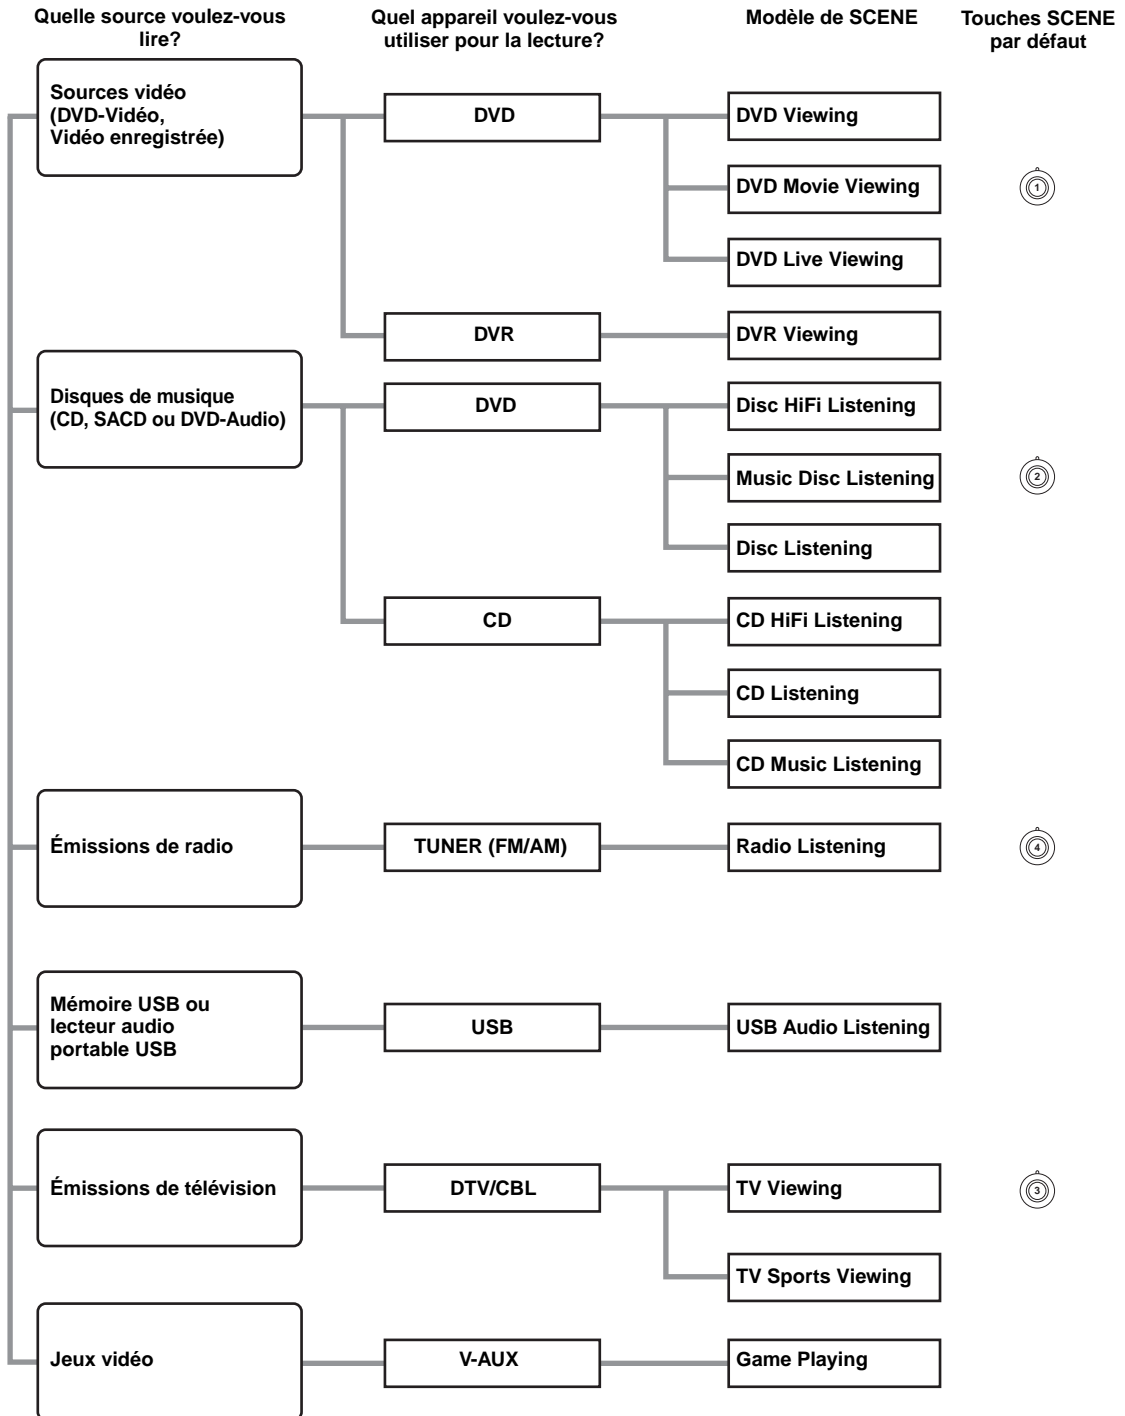 Quelle source voulez-vous
lire?
Quel appareil voulez-vous
utiliser pour la lecture?
Modèle de SCENE
Touches SCENE
par défaut
Sources vidéo
(DVD-Vidéo,
Vidéo enregistrée)
DVD
DVD Viewing
DVD Movie Viewing
1
DVD Live Viewing
DVR
DVR Viewing
Disques de musique
(CD, SACD ou DVD-Audio)
DVD
Disc HiFi Listening
Music Disc Listening
2
Disc Listening
CD
CD HiFi Listening
CD Listening
CD Music Listening
Émissions de radio
TUNER (FM/AM)
Radio Listening
4
Mémoire USB ou
lecteur audio
portable USB
USB
USB Audio Listening
Émissions de télévision
DTV/CBL
TV Viewing
3
TV Sports Viewing
Jeux vidéo
V-AUX
Game Playing